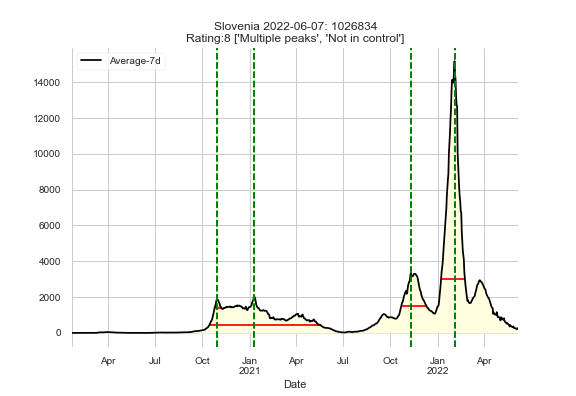 Slovenia 2022-06-07: 1026834
Rating:8 ['Multiple peaks', 'Not in control']
Average-7d
14000
12000
10000
8000
6000
4000
2000
0
Apr Jul Oct Jan Apr Jul Oct Jan Apr
2021 2022
Date